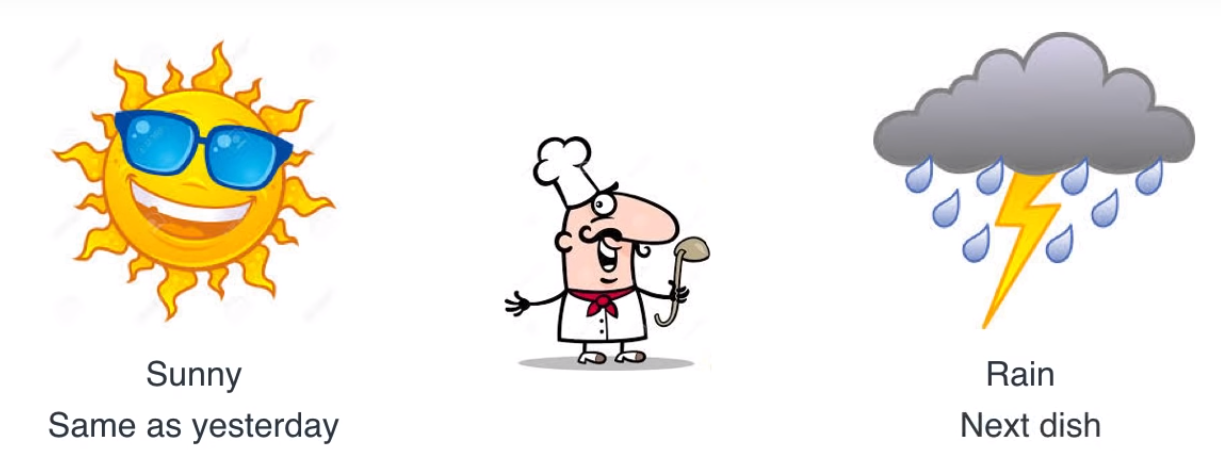 Sunny
Same as yesterday
Rain
Next dish